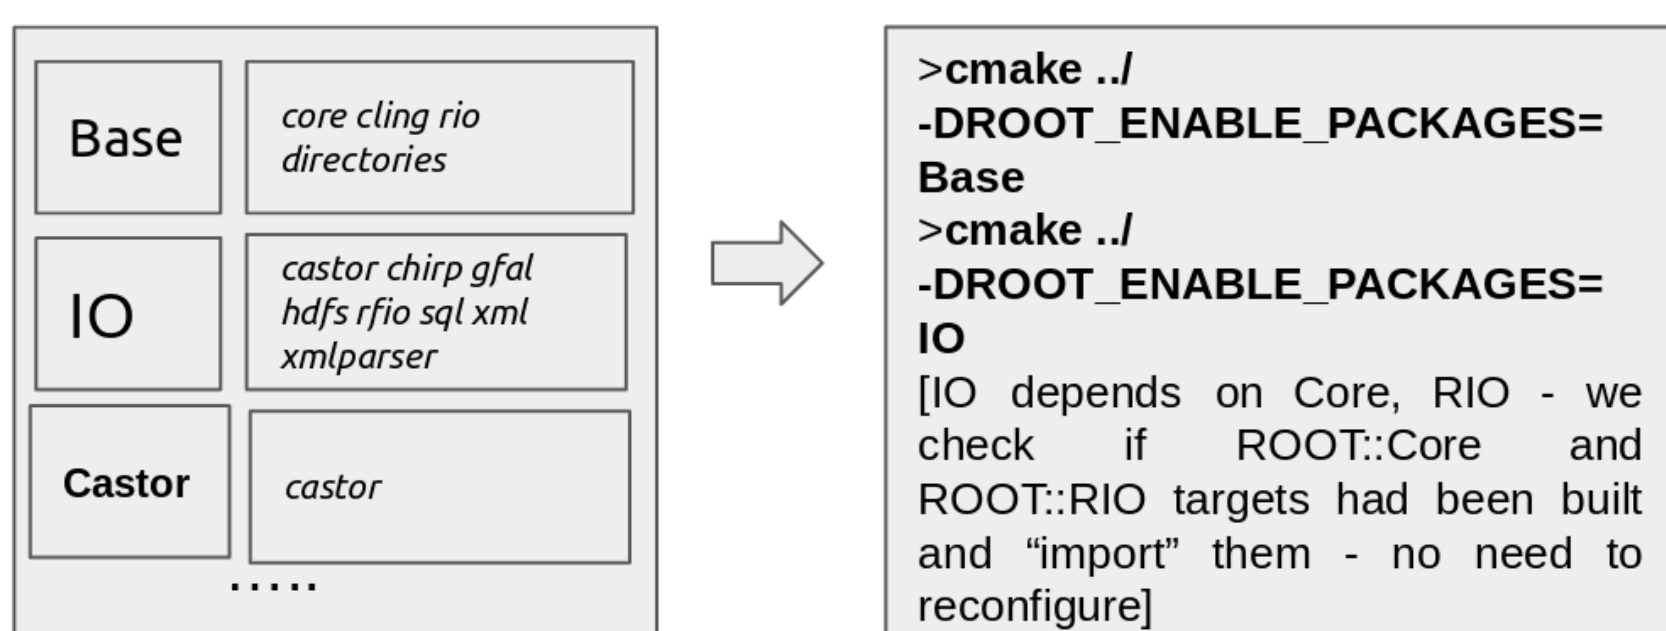 Base
core cling rio
directories
IO
castor chirp gfal
hdfs rfio sql xml
xmlparser
Castor
castor
.....
>cmake ../
-DROOT_ENABLE_PACKAGES=
Base
>cmake ../
-DROOT_ENABLE_PACKAGES=
IO
[IO depends on Core, RIO - we
check if ROOT::Core and
ROOT::RIO targets had been built
and “import” them - no need to
reconfigure]